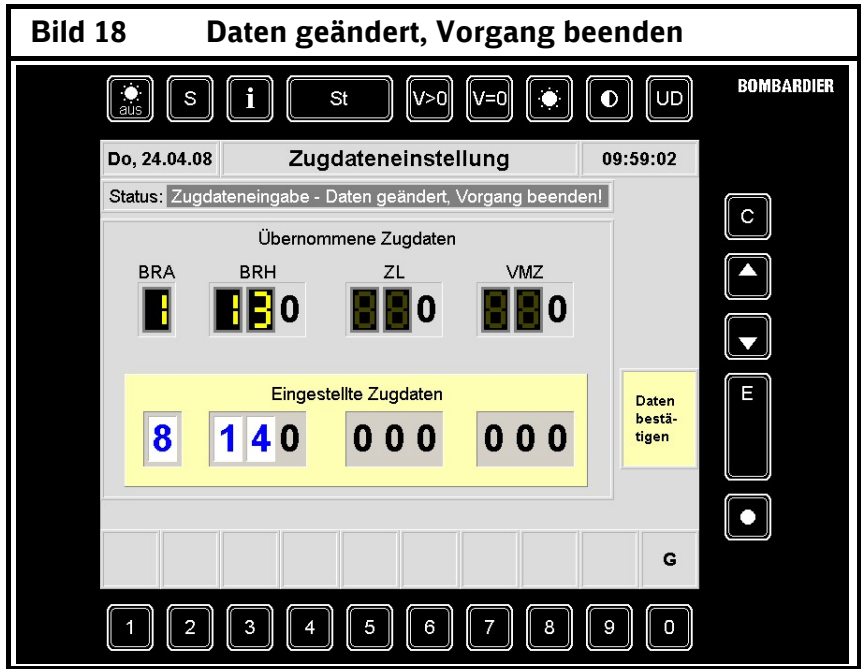 Bild 18 Daten geändert, Vorgang beenden
aus S i St V>0 V=0 UD BOMBARDIER
Do, 24.04.08 Zugdateneinstellung 09:59:02
Status: Zugdateneingabe - Daten geändert, Vorgang beenden!
C
Übernommene Zugdaten
BRA BRH ZL VMZ
1 130 0 0
Eingestellte Zugdaten
8 140 000 000
Daten
bestä-
tigen
E
G
1 2 3 4 5 6 7 8 9 0